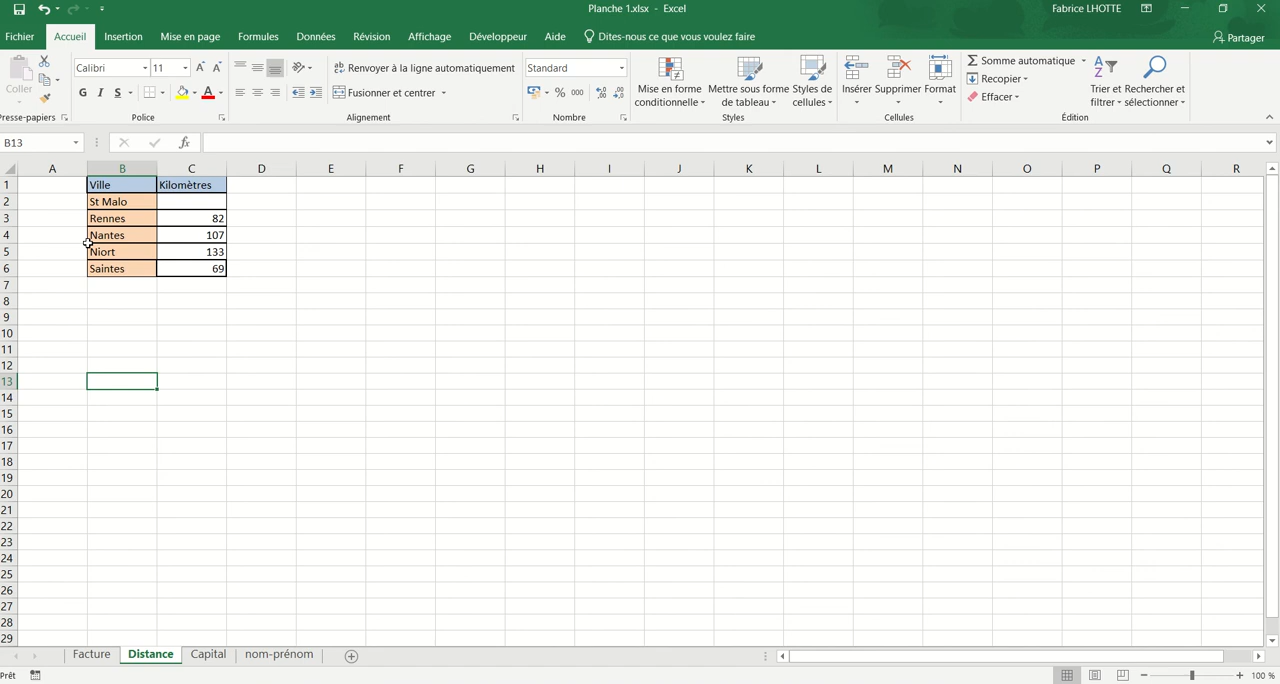 Planche 1.xlsx - Excel
Fabrice LHOTTE
Fichier Accueil Insertion Mise en page Formules Données Révision Affichage Développeur Aide Dites-nous ce que vous voulez faire Partager
Coller
Calibri 11
Renvoyer à la ligne automatiquement
Standard
Somme automatique
Recopier
Effacer
G I S
Fusionner et centrer
% 000
Mise en forme conditionnelle
Mettre sous forme de tableau
Styles de cellules
Insérer Supprimer Format
Trier et filtrer
Rechercher et sélectionner
Presse-papiers Police Alignement Nombre Styles Cellules Édition
B13 fx
A B C D E F G H I J K L M N O P Q R
1 Ville Kilomètres
2 St Malo
3 Rennes 82
4 Nantes 107
5 Niort 133
6 Saintes 69
7
8
9
10
11
12
13
14
15
16
17
18
19
20
21
22
23
24
25
26
27
28
29
Facture Distance Capital nom-prénom
Prêt
100 %